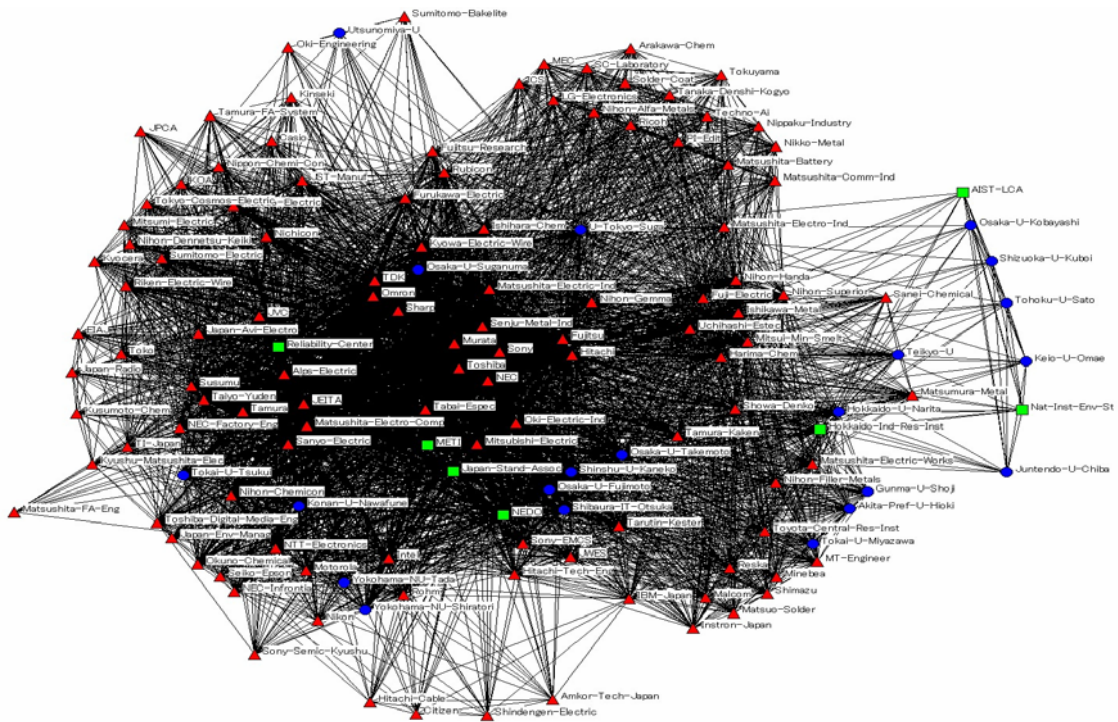 Sumitomo-Bakelite
Utsunomiya-U
Oki-Engineering
Arakawa-Chem
MEC
SC-Laboratory
Tokuyama
Solder-Coat
Kinseki
LG-Electronics
Tanaka-Denshi-Kogyo
Nihon-Alfa-Metals
Tamura-FA-System
Techno-Ai
Ricoh
Nippaku-Industry
JPCA
Casio
PI-Edit
Nikko-Metal
Fujitsu-Research
Nippon-Chemi-Con
Rubicon
Matsushita-Battery
KOA
JST-Manuf
Matsushita-Comm-Ind
AIST-LCA
Furukawa-Electric
Tokyo-Cosmos-Electric
-Electric
Mitsumi-Electric
Ishihara-Chem
U-Tokyo-Suga
Matsushita-Electro-Ind
Osaka-U-Kobayashi
Nichicon
Nihon-Dennetsu-Keiki
Kyowa-Electric-Wire
Sumitomo-Electric
Kyocera
Osaka-U-Suganuma
Shizuoka-U-Kuboi
TDK
Nihon-Handa
Riken-Electric-Wire
Matsushita-Electric-Ind
Omron
Nihon-Superior
Fuji-Electric
Sanei-Chemical
Nihon-Gemma
Tohoku-U-Sato
Sharp
JVC
Ishikawa-Metal
Senju-Metal-Ind
Uchihashi-Estec
EIAJ
Japan-Avi-Electro
Fujitsu
Mitsui-Min-Smelt
Reliability-Center
Murata
Sony
Toko
Hitachi
Harima-Chem
Teikyo-U
Keio-U-Omae
Toshiba
Japan-Radio
Alps-Electric
NEC
Susumu
Matsumura-Metal
Taiyo-Yuden
JEITA
Kusumoto-Chem
Tamura
Tabai-Espec
Showa-Denko
Hokkaido-U-Narita
Nat-Inst-Env-St
Matsushita-Electro-Comp
Oki-Electric-Ind
NEC-Factory-Eng
Hokkaido-Ind-Res-Inst
Tamura-Kaken
TI-Japan
Sanyo-Electric
METI
Mitsubishi-Electric
Osaka-U-Takemoto
Kyushu-Matsushita-Elec
Matsushita-Electric-Works
Tokai-U-Tsukui
Japan-Stand-Assoc
Shinshu-U-Kaneko
Juntendo-U-Chiba
Nihon-Filler-Metals
Osaka-U-Fujimoto
Gunma-U-Shoji
Nihon-Chemicon
Konan-U-Nawafune
Shibaura-IT-Otsuka
Akita-Pref-U-Hioki
Matsushita-FA-Eng
NEDO
Toshiba-Digital-Media-Eng
Tarutin-Kester
Toyota-Central-Res-Inst
Japan-Env-Manag
Sony-EMCS
Tokai-U-Miyazawa
NTT-Electronics
Intel
JWES
MT-Engineer
Okuno-Chemical
Motorola
Reska
Hitachi-Tech-Eng
Seiko-Epson
Minebea
Yokohama-NU-Tada
NEC-Infrontia
Rohm
IBM-Japan
Malcom
Shimazu
Yokohama-NU-Shiratori
Matsuo-Solder
Nikon
Instron-Japan
Sony-Semic-Kyushu
Hitachi-Cable
Amkor-Tech-Japan
Citizen
Shindengen-Electric